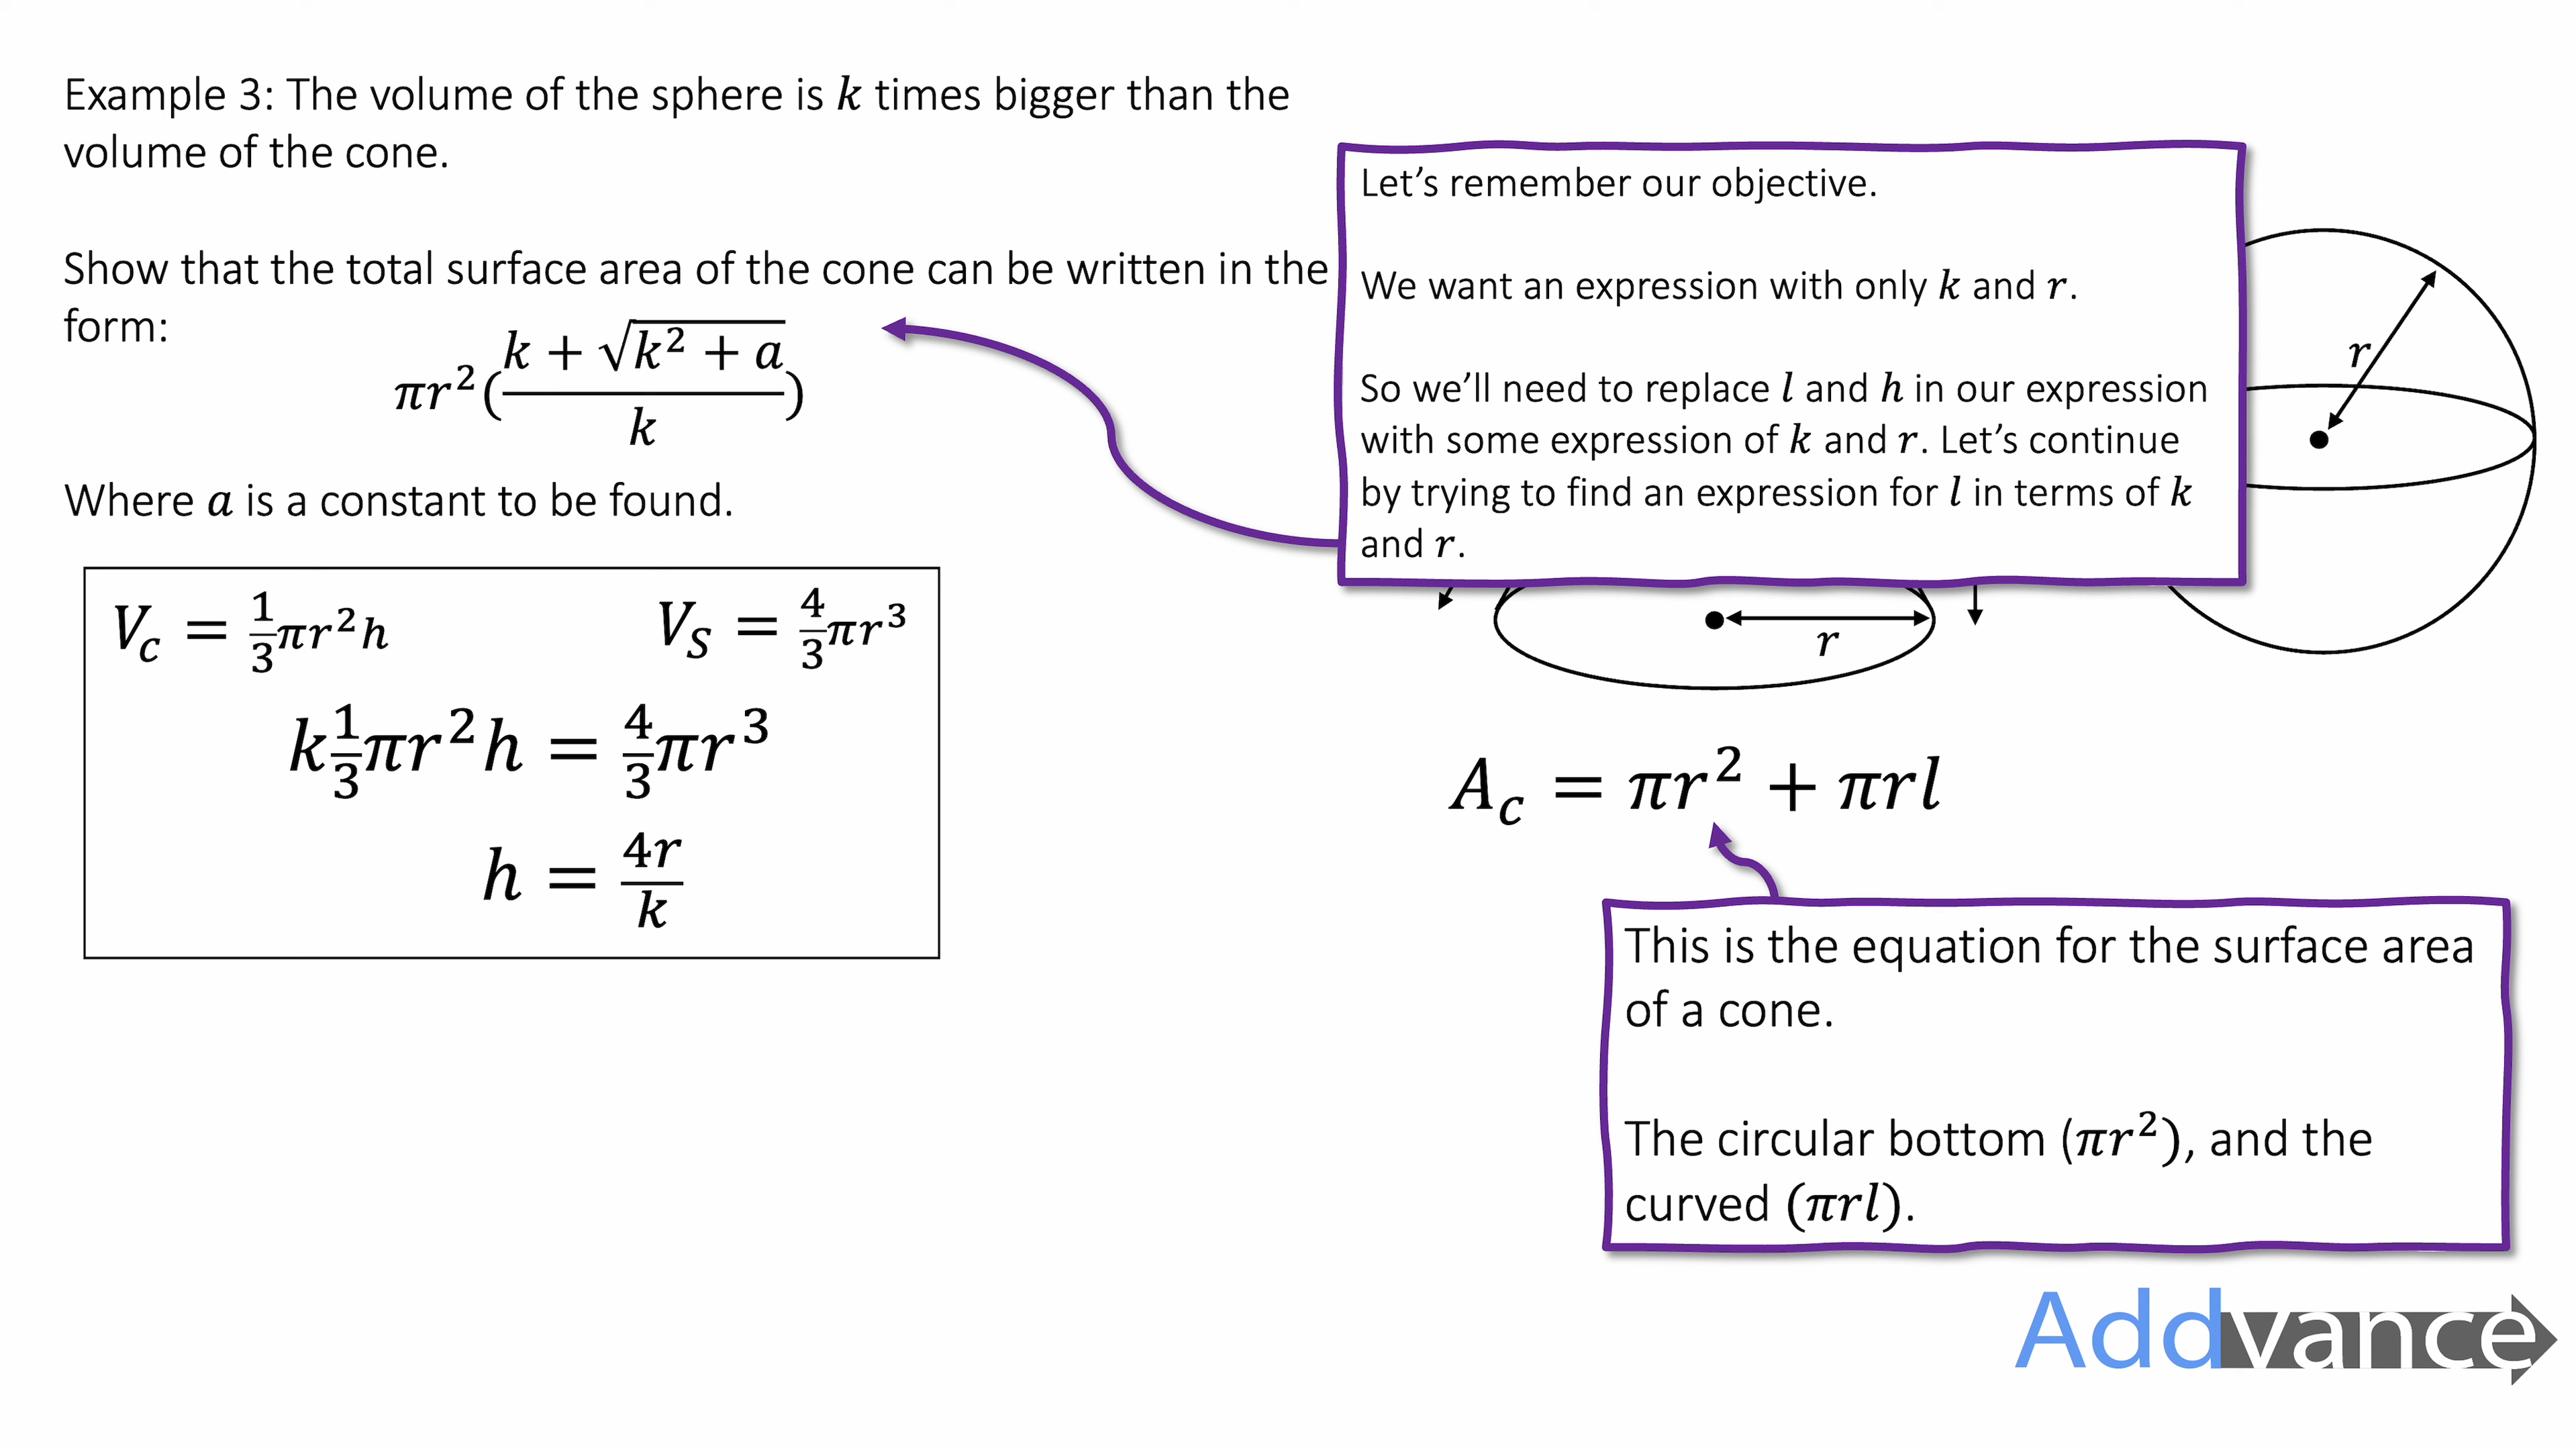 Example 3: The volume of the sphere is k times bigger than the
volume of the cone.
Show that the total surface area of the cone can be written in the
form:
πr²(\frac{k + √(k² + a)}{k})
Where a is a constant to be found.
V_c = \frac{1}{3}πr²h
V_S = \frac{4}{3}πr³
k\frac{1}{3}πr²h = \frac{4}{3}πr³
h = \frac{4r}{k}
Let’s remember our objective.
We want an expression with only k and r.
So we’ll need to replace l and h in our expression
with some expression of k and r. Let’s continue
by trying to find an expression for l in terms of k
and r.
r
r
A_c = πr² + πrl
This is the equation for the surface area
of a cone.
The circular bottom (πr²), and the
curved (πrl).
Addvance